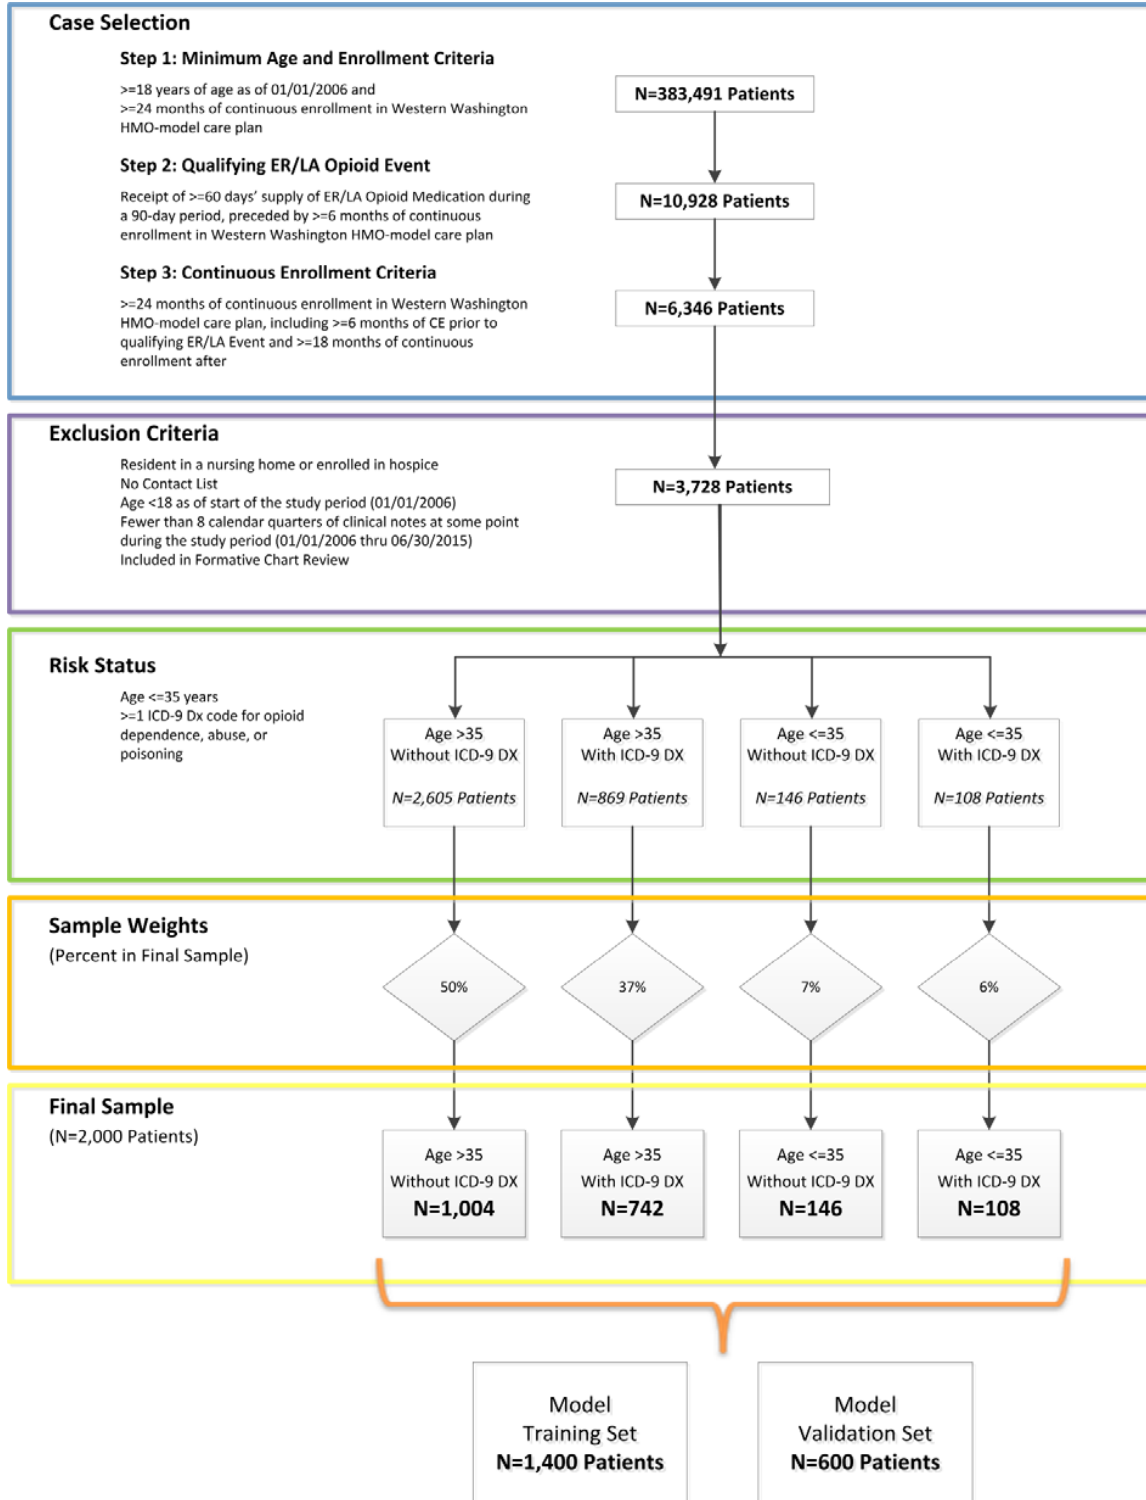 Case Selection
Step 1: Minimum Age and Enrollment Criteria
>=18 years of age as of 01/01/2006 and
>=24 months of continuous enrollment in Western Washington
HMO-model care plan
N=383,491 Patients
Step 2: Qualifying ER/LA Opioid Event
Receipt of >=60 days' supply of ER/LA Opioid Medication during
a 90-day period, preceded by >=6 months of continuous
enrollment in Western Washington HMO-model care plan
N=10,928 Patients
Step 3: Continuous Enrollment Criteria
>=24 months of continuous enrollment in Western Washington
HMO-model care plan, including >=6 months of CE prior to
qualifying ER/LA Event and >=18 months of continuous
enrollment after
N=6,346 Patients
Exclusion Criteria
Resident in a nursing home or enrolled in hospice
No Contact List
Age <18 as of start of the study period (01/01/2006)
Fewer than 8 calendar quarters of clinical notes at some point
during the study period (01/01/2006 thru 06/30/2015)
Included in Formative Chart Review
N=3,728 Patients
Risk Status
Age <=35 years
>=1 ICD-9 Dx code for opioid
dependence, abuse, or
poisoning
Age >35
Without ICD-9 DX
N=2,605 Patients
Age >35
With ICD-9 DX
N=869 Patients
Age <=35
Without ICD-9 DX
N=146 Patients
Age <=35
With ICD-9 DX
N=108 Patients
Sample Weights
(Percent in Final Sample)
50%
37%
7%
6%
Final Sample
(N=2,000 Patients)
Age >35
Without ICD-9 DX
N=1,004
Age >35
With ICD-9 DX
N=742
Age <=35
Without ICD-9 DX
N=146
Age <=35
With ICD-9 DX
N=108
Model
Training Set
N=1,400 Patients
Model
Validation Set
N=600 Patients